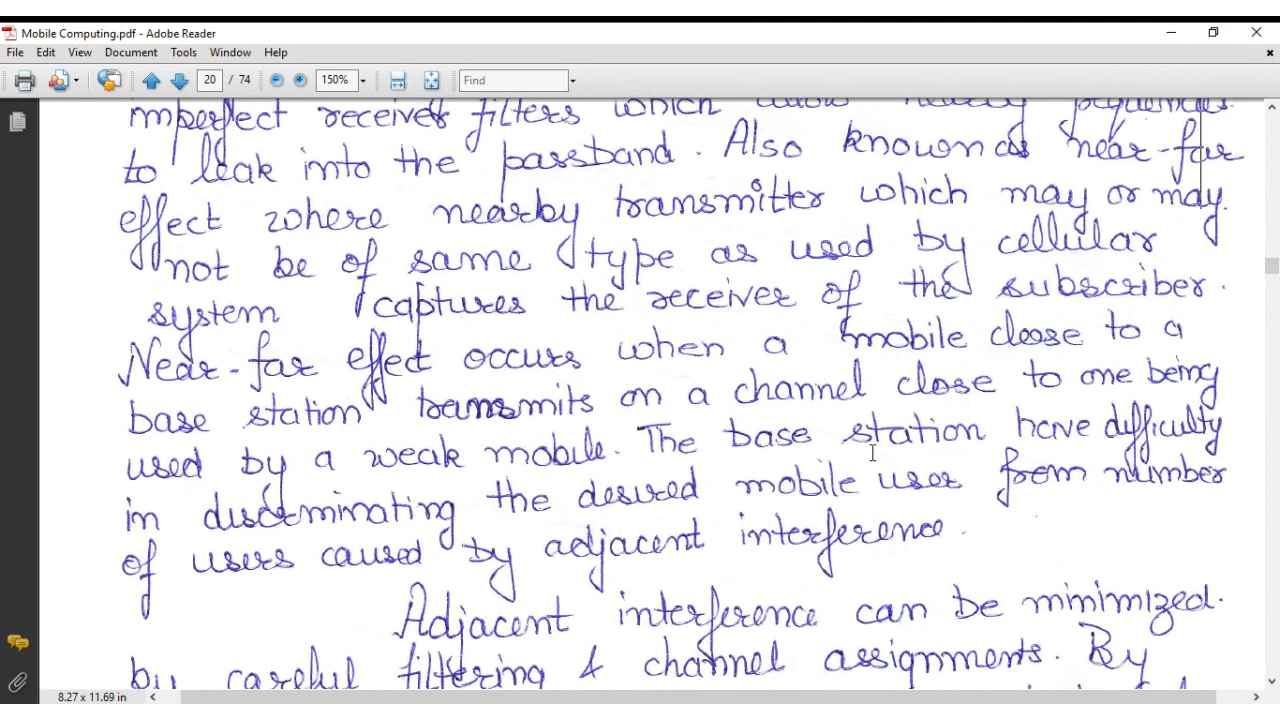 Mobile Computing.pdf - Adobe Reader
File Edit View Document Tools Window Help
20 / 74 150% Find
imperfect receiver filters which allow nearby frequencies
to leak into the passband. Also known as near-far
effect where nearby transmitter which may or may
not be of same type as used by cellular
system captures the receiver of the subscriber.
Near-far effect occurs when a mobile close to a
base station transmits on a channel close to one being
used by a weak mobile. The base station have difficulty
in discriminating the desired mobile user from number
of users caused by adjacent interference.
Adjacent interference can be minimized.
by careful filtering & channel assignments. By
8.27 x 11.69 in